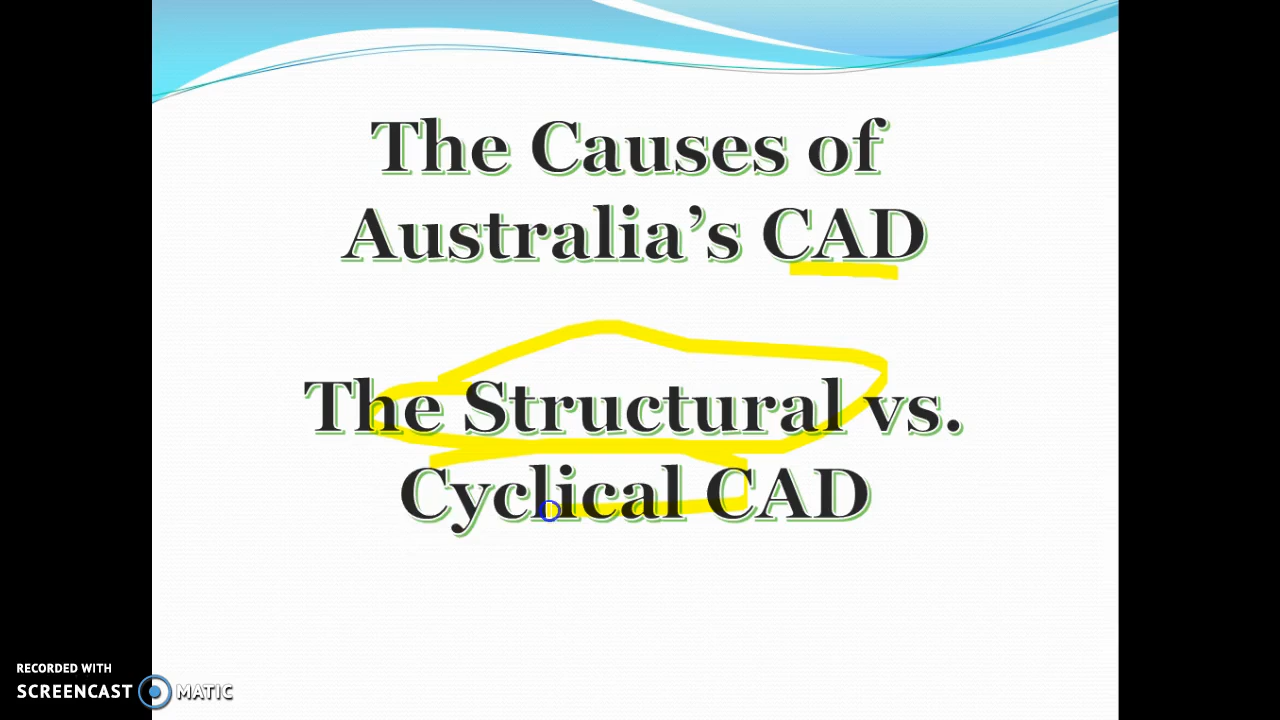 The Causes of
Australia’s CAD
The Structural vs.
Cyclical CAD
RECORDED WITH
SCREENCAST MATIC